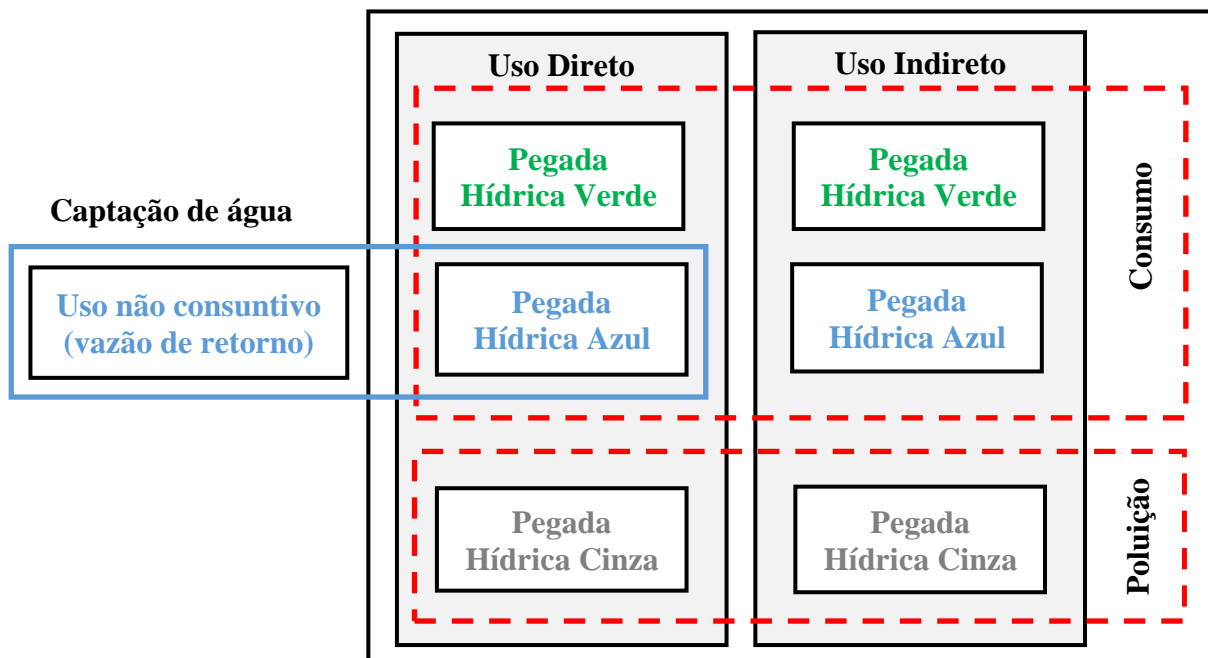 Uso Direto
Uso Indireto
Pegada
Hídrica Verde
Pegada
Hídrica Verde
Consumo
Captação de água
Uso não consuntivo
(vazão de retorno)
Pegada
Hídrica Azul
Pegada
Hídrica Azul
Pegada
Hídrica Cinza
Pegada
Hídrica Cinza
Poluição